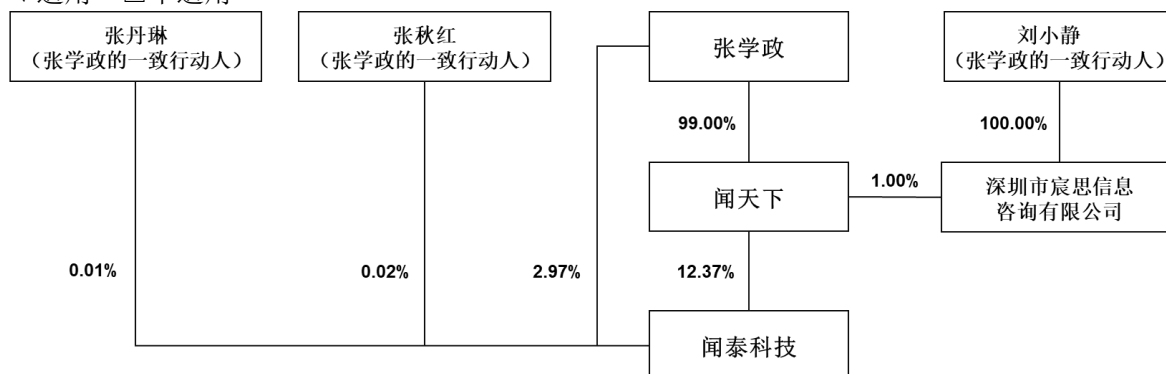 张丹琳
（张学政的一致行动人）
张秋红
（张学政的一致行动人）
张学政
刘小静
（张学政的一致行动人）
99.00%
100.00%
闻天下
1.00%
深圳市宸思信息
咨询有限公司
0.01%
0.02%
2.97%
12.37%
闻泰科技